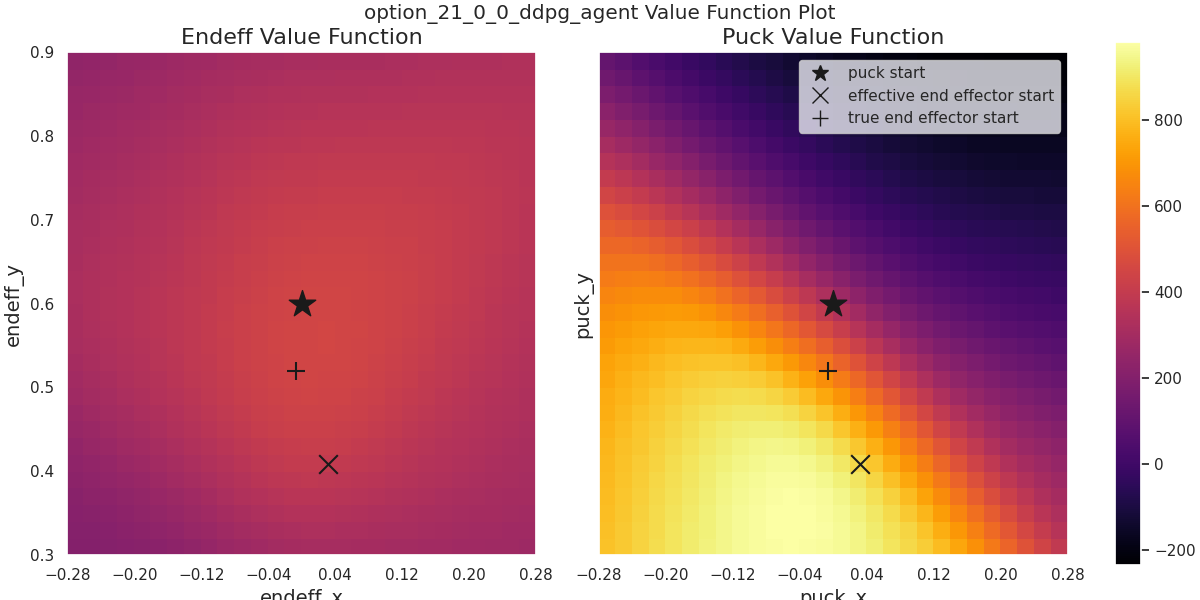 option_21_0_0_ddpg_agent Value Function Plot
Endeff Value Function
Puck Value Function
puck start
effective end effector start
true end effector start
endeff_y
0.9
0.8
0.7
0.6
0.5
0.4
0.3
−0.28 −0.20 −0.12 −0.04 0.04 0.12 0.20 0.28
endeff_x
puck_y
−0.28 −0.20 −0.12 −0.04 0.04 0.12 0.20 0.28
puck_x
800
600
400
200
0
−200